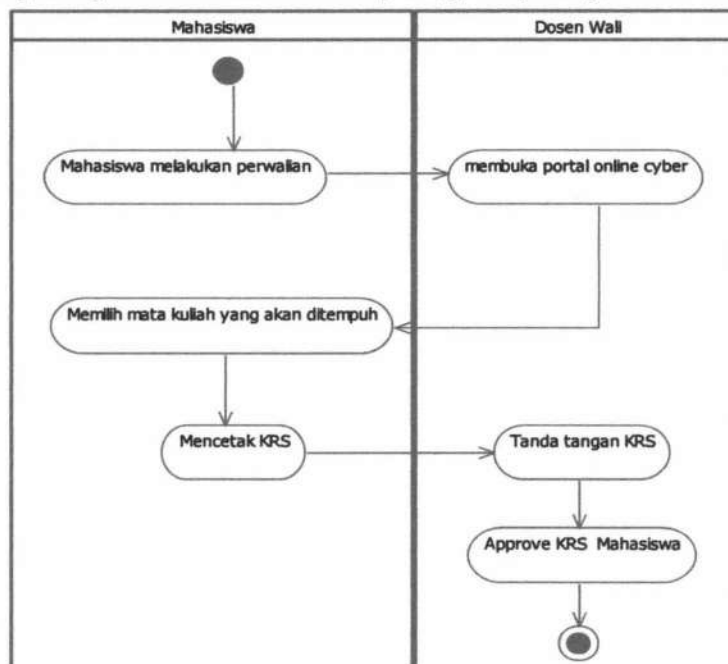 Mahasiswa
Dosen Wali
Mahasiswa melakukan perwalian
membuka portal online cyber
Memilih mata kuliah yang akan ditempuh
Mencetak KRS
Tanda tangan KRS
Approve KRS Mahasiswa